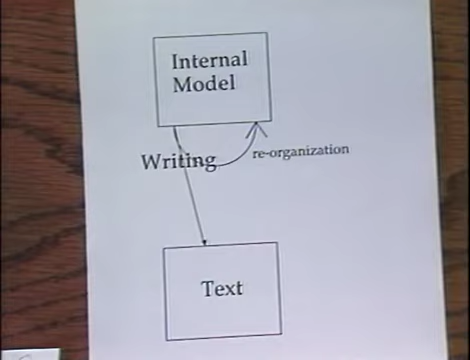 Internal
Model
Writing
re-organization
Text